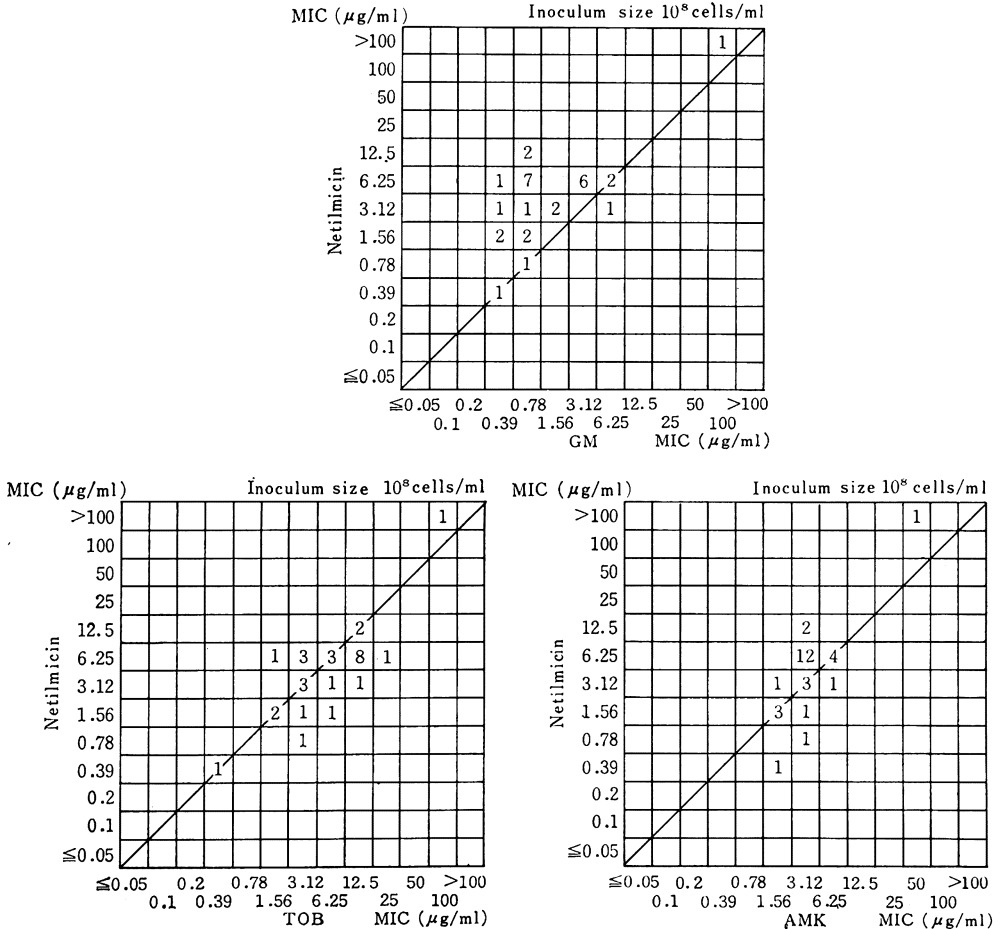 MIC (μg/ml) Inoculum size 10⁸ cells/ml
>100 1
100
50
25
12.5 2
6.25 1 7 6 2
3.12 1 1 2 1
1.56 2 2
0.78 1
0.39 1
0.2
0.1
≦0.05
Netilmicin
≦0.05 0.2 0.78 3.12 12.5 50 >100
0.1 0.39 1.56 6.25 25 100
GM MIC (μg/ml)
MIC (μg/ml) Inoculum size 10⁸ cells/ml
>100 1
100
50
25
12.5 2
6.25 1 3 3 8 1
3.12 3 1 1
1.56 2 1 1
0.78 1
0.39 1
0.2
0.1
≦0.05
Netilmicin
≦0.05 0.2 0.78 3.12 12.5 50 >100
0.1 0.39 1.56 6.25 25 100
TOB MIC (μg/ml)
MIC (μg/ml) Inoculum size 10⁸ cells/ml
>100 1
100
50
25
12.5 2
6.25 12 4
3.12 1 3 1
1.56 3 1
0.78 1
0.39 1
0.2
0.1
≦0.05
Netilmicin
≦0.05 0.2 0.78 3.12 12.5 50 >100
0.1 0.39 1.56 6.25 25 100
AMK MIC (μg/ml)